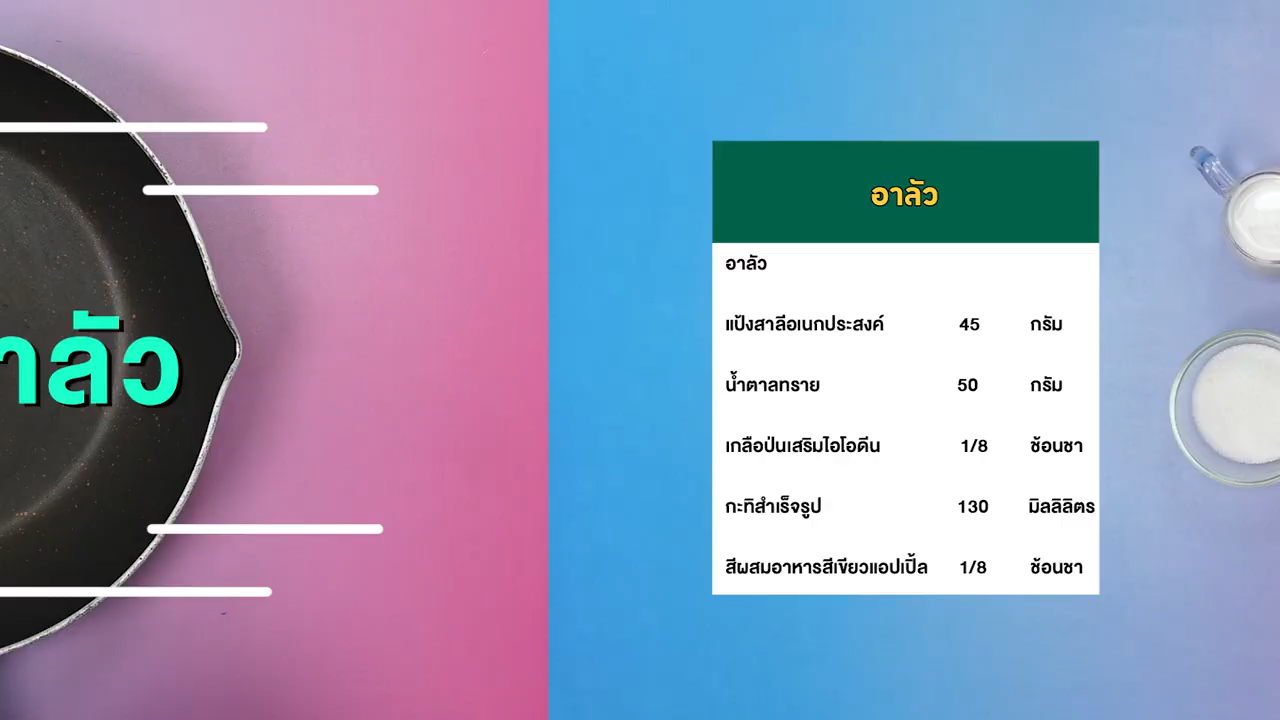 าลัว
อาลัว
อาลัว
แป้งสาลีอเนกประสงค์ 45 กรัม
น้ำตาลทราย 50 กรัม
เกลือป่นเสริมไอโอดีน 1/8 ช้อนชา
กะทิสำเร็จรูป 130 มิลลิลิตร
สีผสมอาหารสีเขียวแอปเปิ้ล 1/8 ช้อนชา